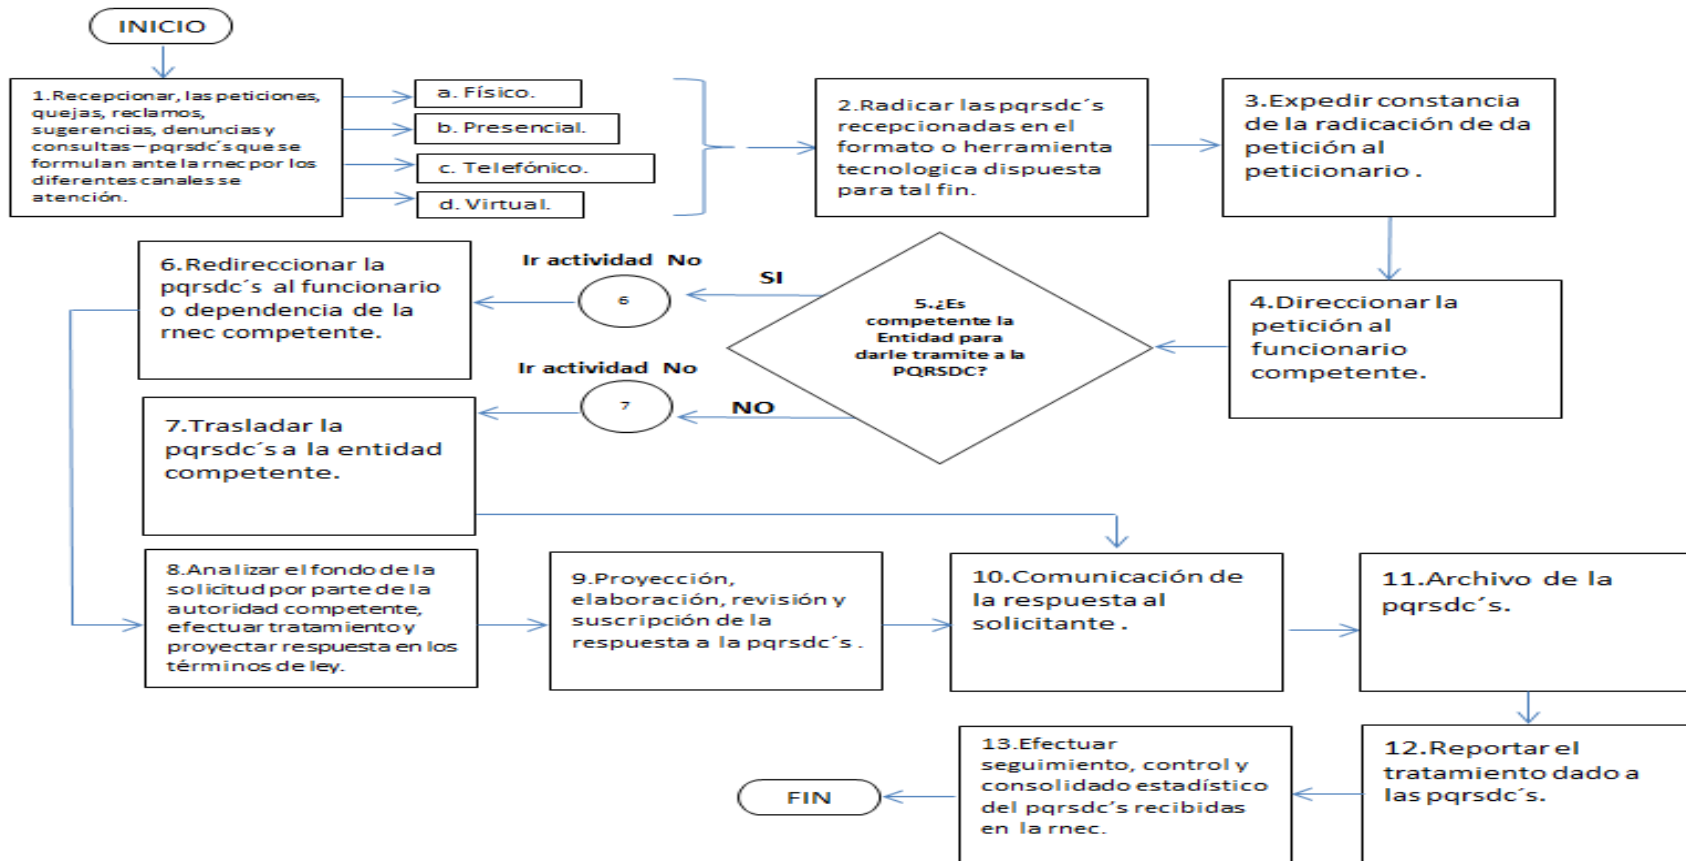 INICIO
1.Recepcionar, las peticiones,
quejas, reclamos,
sugerencias, denuncias y
consultas – pqrsdc´s que se
formulan ante la rnec por los
diferentes canales se
atención.
a. Físico.
b. Presencial.
c. Telefónico.
d. Virtual.
2.Radicar las pqrsdc´s
recepcionadas en el
formato o herramienta
tecnologica dispuesta
para tal fin.
3.Expedir constancia
de la radicación de da
petición al
peticionario .
4.Direccionar la
petición al
funcionario
competente.
5.¿Es
competente la
Entidad para
darle tramite a la
PQRSDC?
SI
Ir actividad No
6
6.Redireccionar la
pqrsdc´s al funcionario
o dependencia de la
rnec competente.
NO
Ir actividad No
7
7.Trasladar la
pqrsdc´s a la entidad
competente.
8.Analizar el fondo de la
solicitud por parte de la
autoridad competente,
efectuar tratamiento y
proyectar respuesta en los
términos de ley.
9.Proyección,
elaboración, revisión y
suscripción de la
respuesta a la pqrsdc´s .
10.Comunicación de
la respuesta al
solicitante .
11.Archivo de la
pqrsdc´s.
12.Reportar el
tratamiento dado a
las pqrsdc´s.
13.Efectuar
seguimiento, control y
consolidado estadístico
del pqrsdc’s recibidas
en la rnec.
FIN